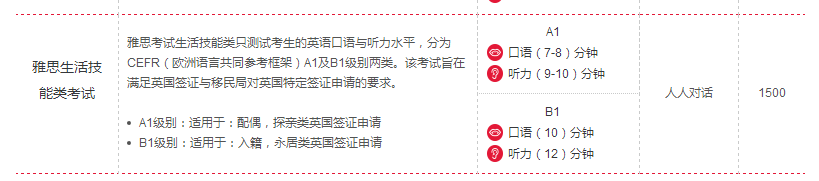 雅思生活技
能类考试
雅思考试生活技能类只测试考生的英语口语与听力水平，分为
CEFR（欧洲语言共同参考框架）A1及B1级别两类。该考试旨在
满足英国签证与移民局对英国特定签证申请的要求。
A1级别：适用于：配偶，探亲类英国签证申请
B1级别：适用于：入籍，永居类英国签证申请
A1
口语（7-8）分钟
听力（9-10）分钟
B1
口语（10）分钟
听力（12）分钟
人人对话
1500